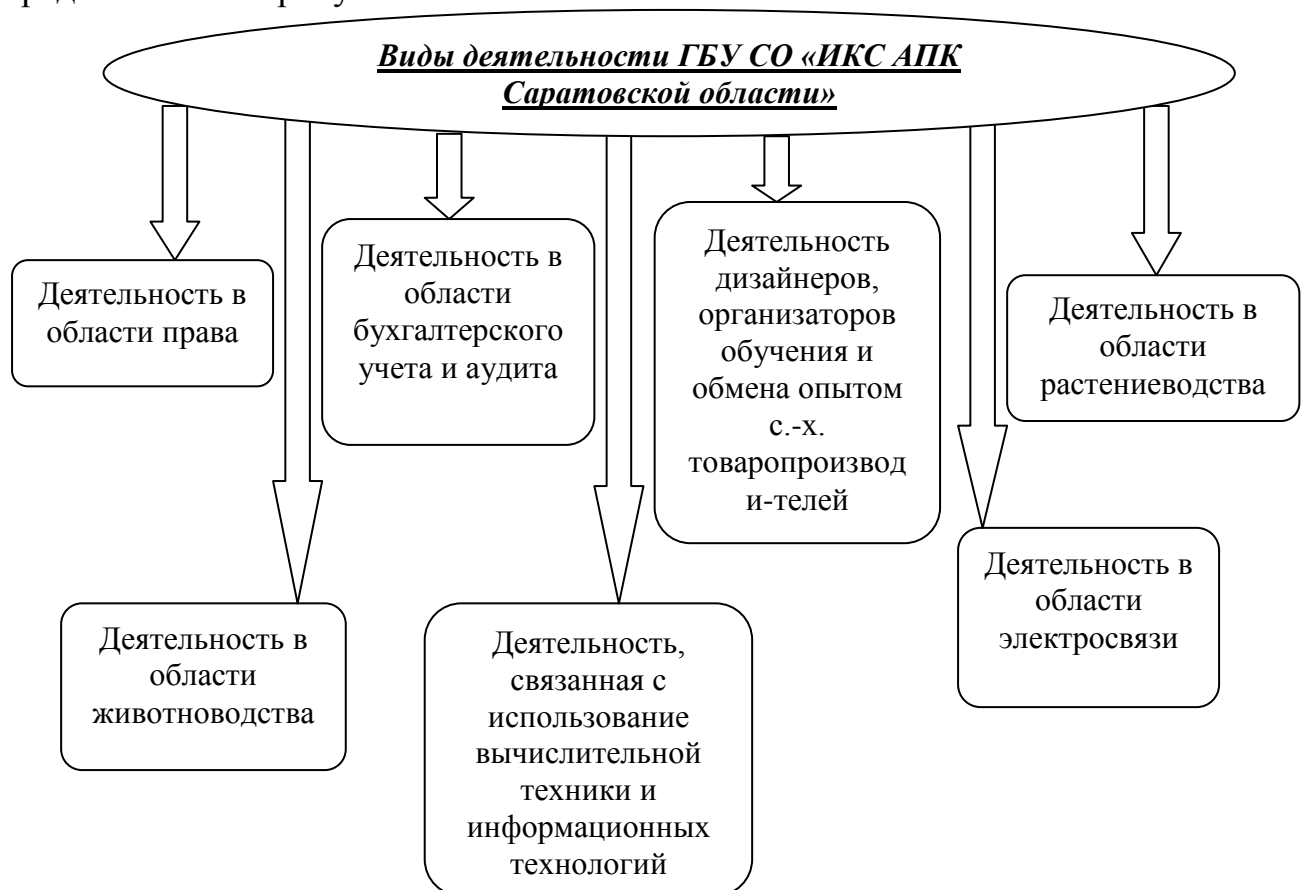 Виды деятельности ГБУ СО «ИКС АПК
Саратовской области»
Деятельность в
области права
Деятельность в
области
бухгалтерского
учета и аудита
Деятельность
дизайнеров,
организаторов
обучения и
обмена опытом
с.-х.
товаропроизвод
и-телей
Деятельность в
области
растениеводства
Деятельность в
области
животноводства
Деятельность,
связанная с
использование
вычислительной
техники и
информационных
технологий
Деятельность в
области
электросвязи